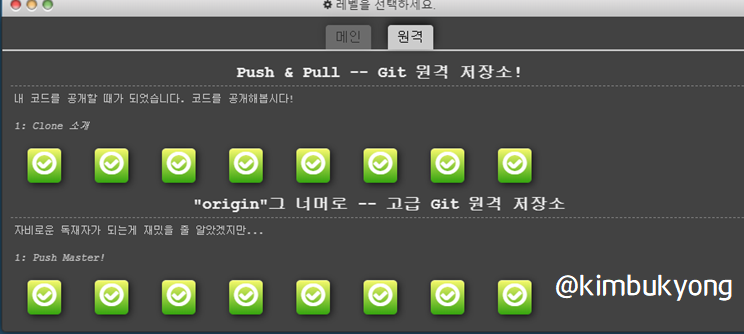 레벨을 선택하세요.
메인 원격
Push & Pull -- Git 원격 저장소!
내 코드를 공개할 때가 되었습니다. 코드를 공개해봅시다!
1: Clone 소개
"origin"그 너머로 -- 고급 Git 원격 저장소
자비로운 독재자가 되는게 재밌을 줄 알았겠지만...
1: Push Master!
@kimbukyong